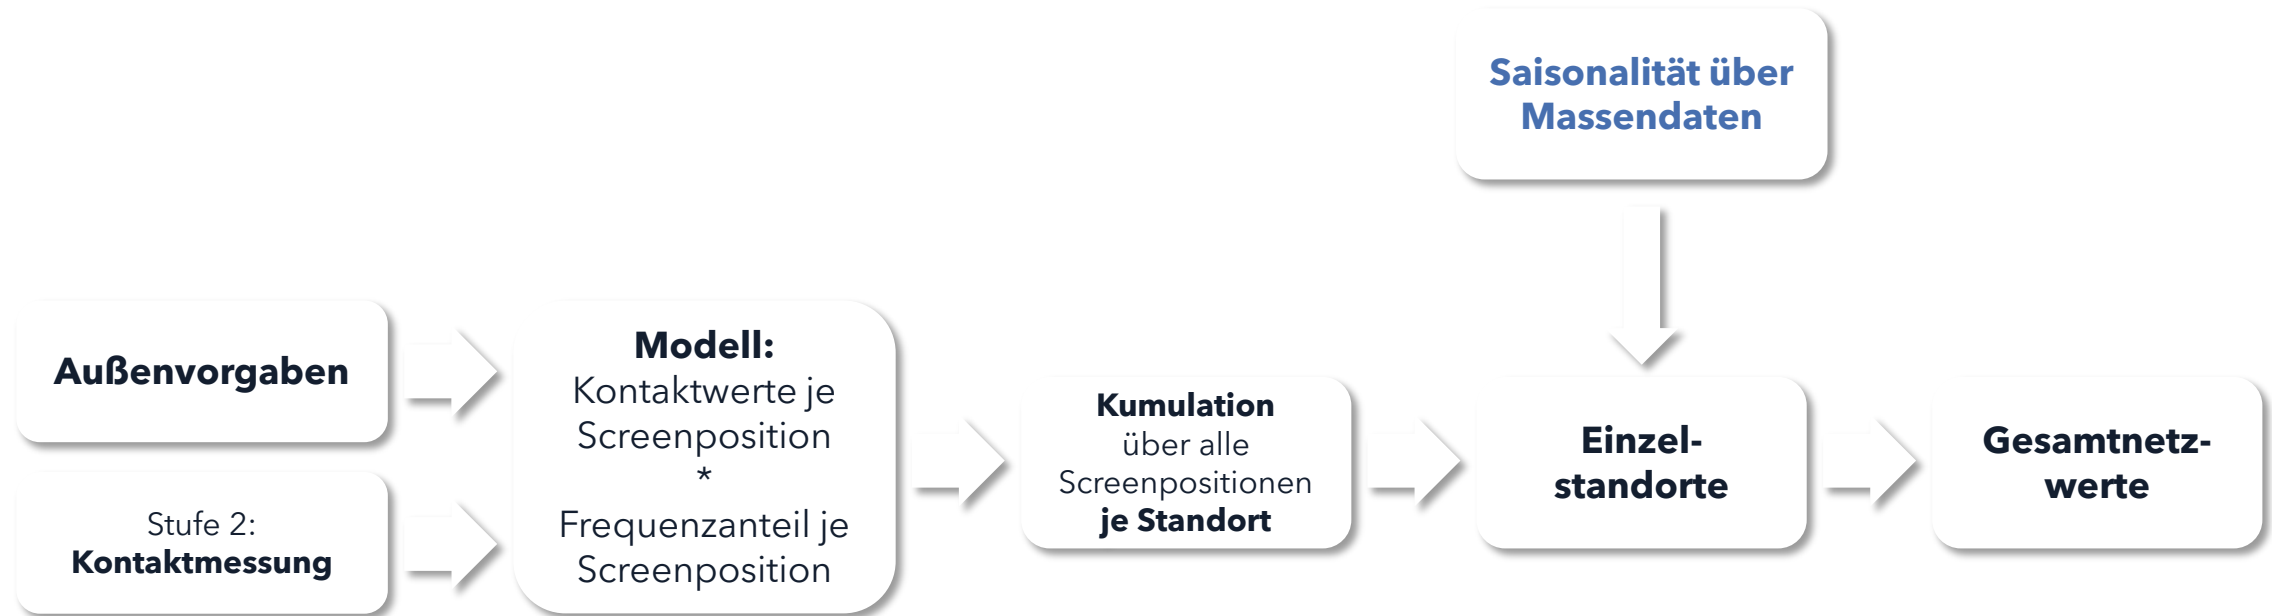 Saisonalität über
Massendaten
Außenvorgaben
Stufe 2:
Kontaktmessung
Modell:
Kontaktwerte je
Screenposition
*
Frequenzanteil je
Screenposition
Kumulation
über alle
Screenpositionen
je Standort
Einzel-
standorte
Gesamtnetz-
werte